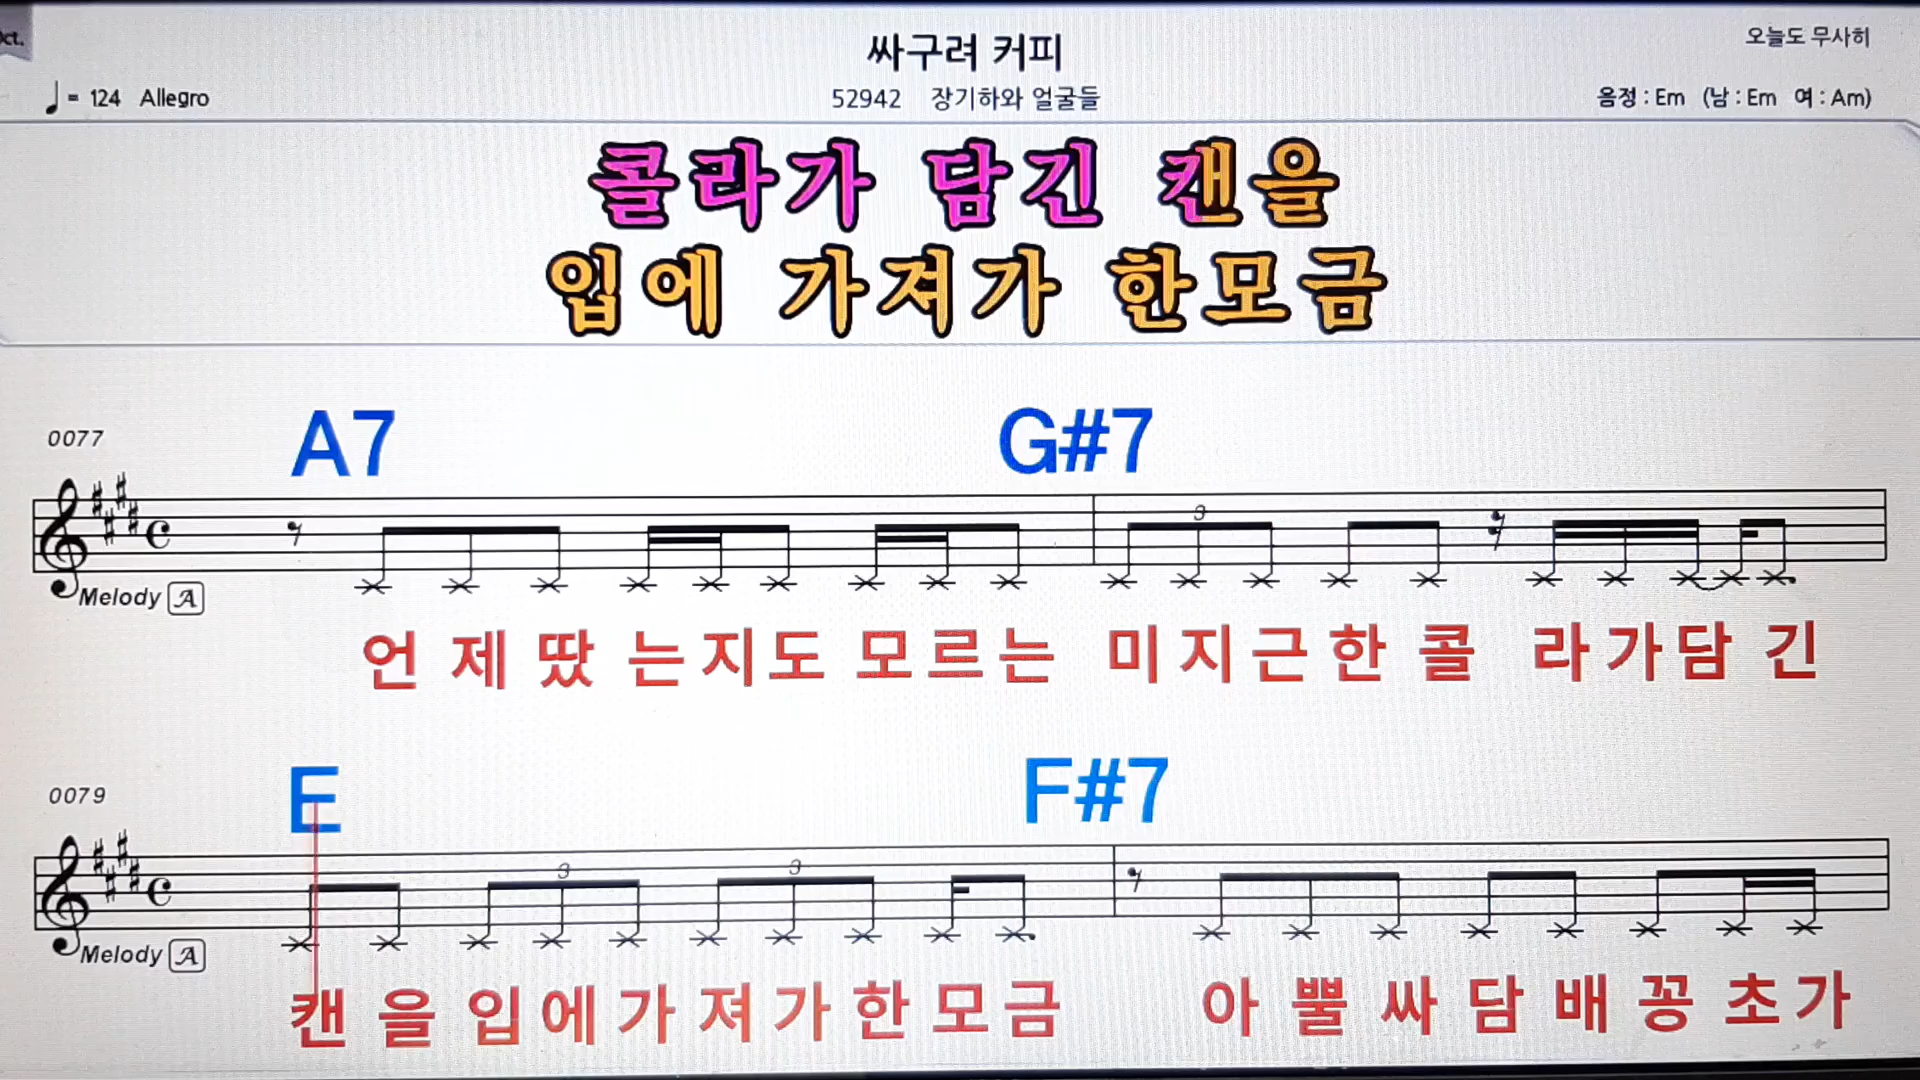 Oct.
싸구려 커피
오늘도 무사히
♩= 124 Allegro
52942 장기하와 얼굴들
음정 : Em (남 : Em 여 : Am)
콜라가 담긴 캔을
입에 가져가 한모금
0077
A7 G#7
3
Melody A
언 제 땄 는 지 도 모 르 는 미 지 근 한 콜 라 가 담 긴
0079
E F#7
3 3
Melody A
캔 을 입 에 가 져 가 한 모 금 아 뿔 싸 담 배 꽁 초 가